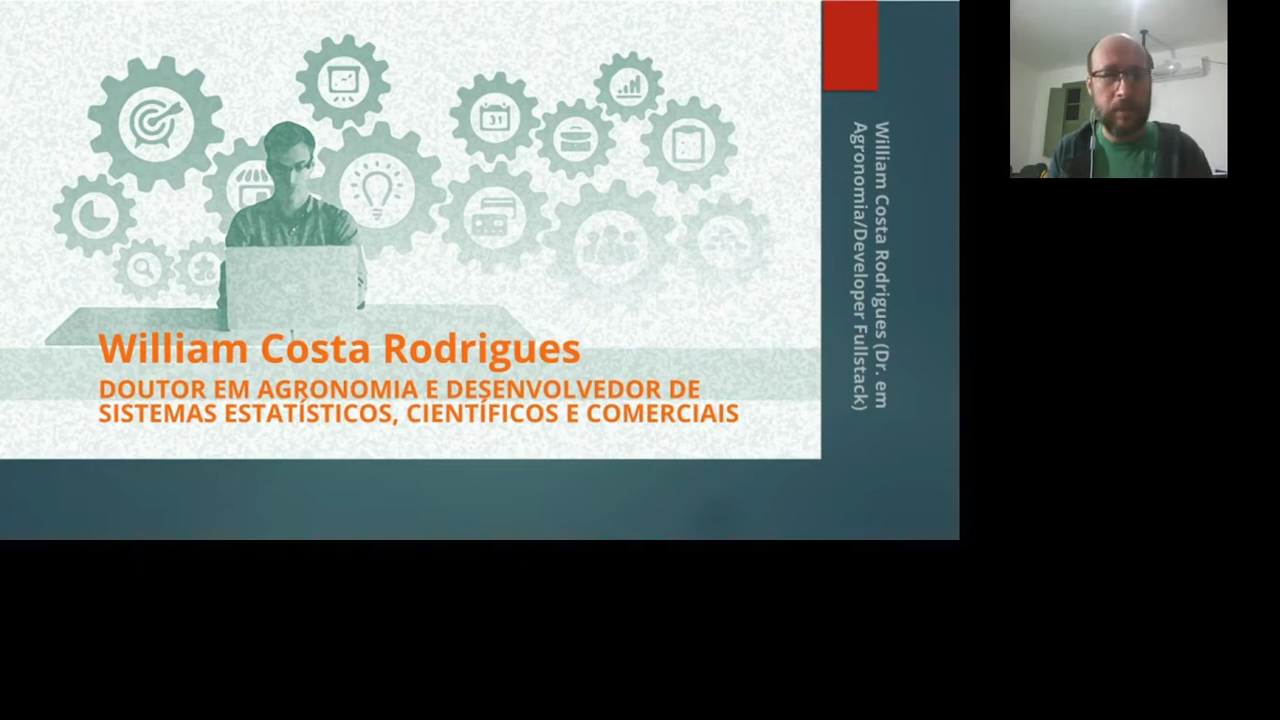 William Costa Rodrigues
DOUTOR EM AGRONOMIA E DESENVOLVEDOR DE
SISTEMAS ESTATÍSTICOS, CIENTÍFICOS E COMERCIAIS
William Costa Rodrigues (Dr. em
Agronomia/Developer Fullstack)
31